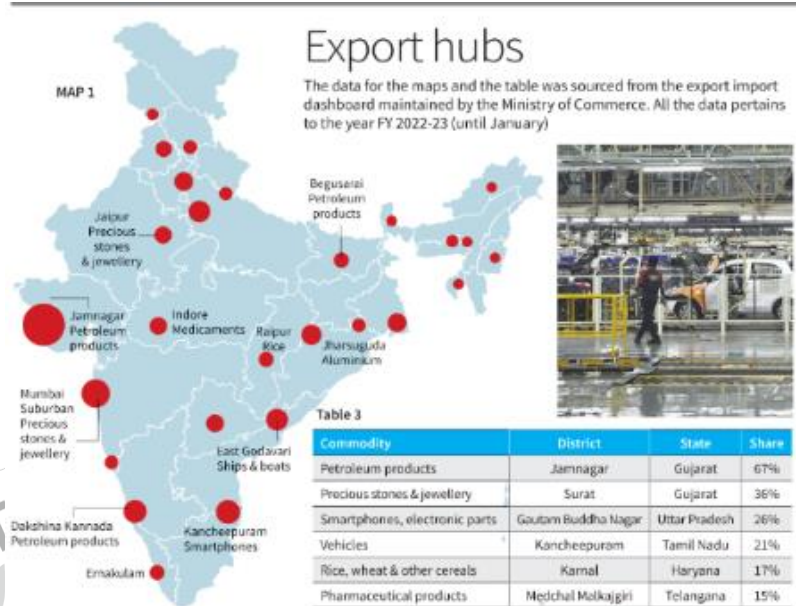 Export hubs
The data for the maps and the table was sourced from the export import
dashboard maintained by the Ministry of Commerce. All the data pertains
to the year FY 2022-23 (until January)
MAP 1
Begusarai
Petroleum
products
Jaipur
Precious
stones
& jewellery
Jamnagar
Petroleum
products
Indore
Medicaments
Raipur
Rice
Jharsuguda
Aluminium
Mumbai
Suburban
Precious
stones &
jewellery
East Godavari
Ships & boats
Dakshina Kannada
Petroleum products
Kancheepuram
Smartphones
Ernakulam
Table 3
Commodity District State Share
Petroleum products Jamnagar Gujarat 67%
Precious stones & jewellery Surat Gujarat 36%
Smartphones, electronic parts Gautam Buddha Nagar Uttar Pradesh 26%
Vehicles Kancheepuram Tamil Nadu 21%
Rice, wheat & other cereals Karnal Haryana 17%
Pharmaceutical products Medchal Malkajgiri Telangana 15%